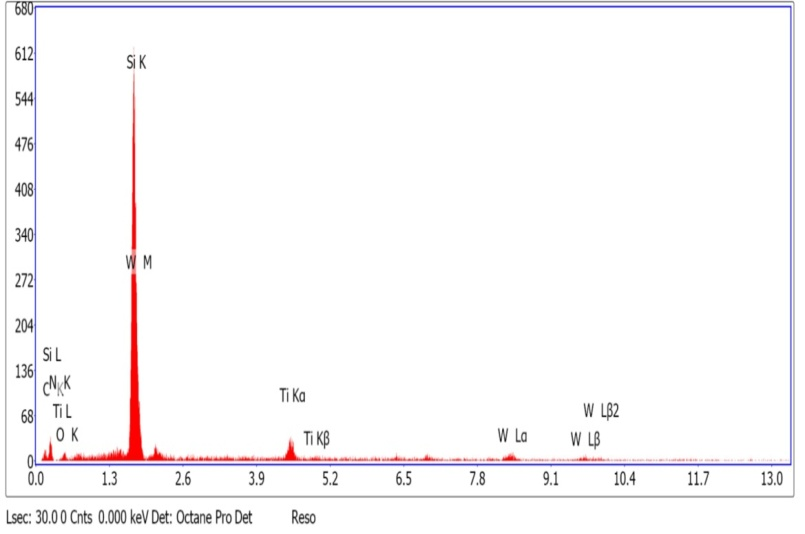 680
612
Si K
544
476
408
340
W M
272
204
Si L
136
C N K K
Ti Kα
Ti L
W Lβ2
68
O K
Ti Kβ
W Lα
W Lβ
0
0.0 1.3 2.6 3.9 5.2 6.5 7.8 9.1 10.4 11.7 13.0
Lsec: 30.0 0 Cnts 0.000 keV Det: Octane Pro Det Reso